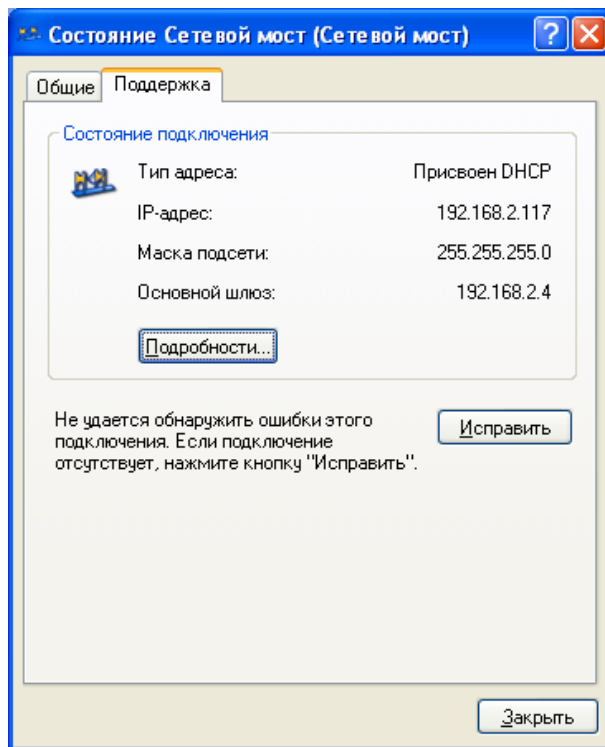 Состояние Сетевой мост (Сетевой мост)
Общие Поддержка
Состояние подключения
Тип адреса: Присвоен DHCP
IP-адрес: 192.168.2.117
Маска подсети: 255.255.255.0
Основной шлюз: 192.168.2.4
Подробности...
Не удается обнаружить ошибки этого
подключения. Если подключение
отсутствует, нажмите кнопку "Исправить".
Исправить
Закрыть